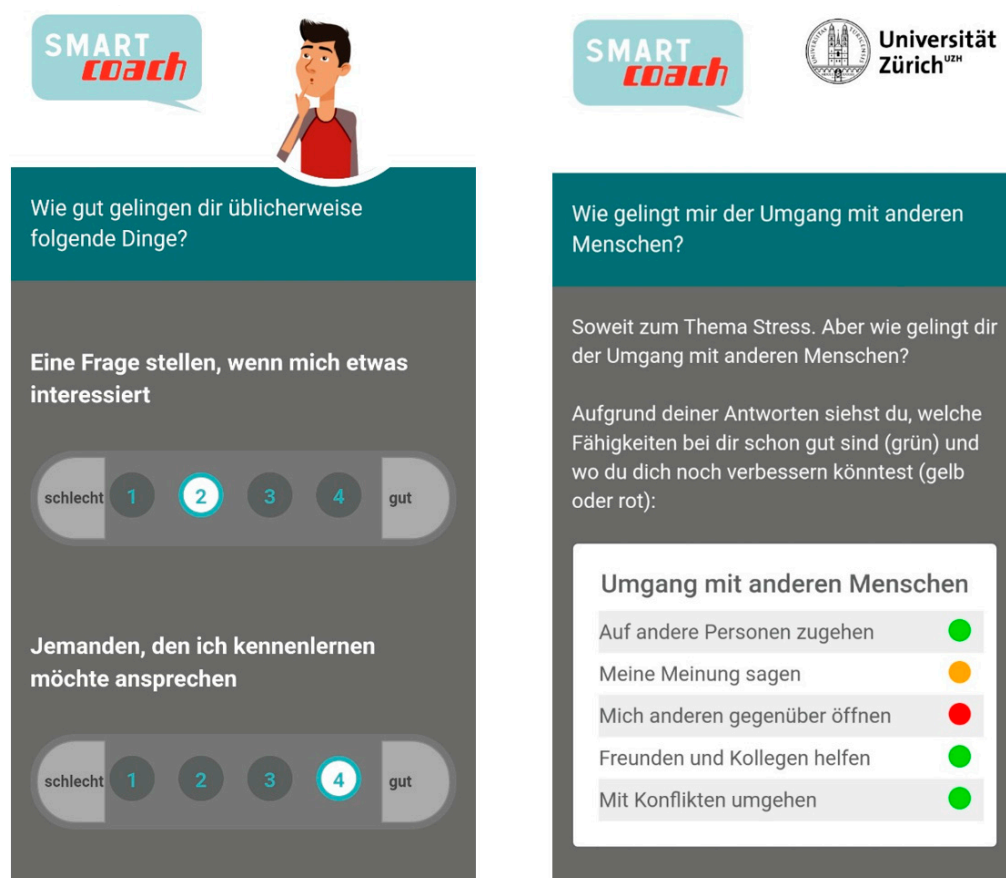 SMART
coach
Wie gut gelingen dir üblicherweise
folgende Dinge?
Eine Frage stellen, wenn mich etwas
interessiert
schlecht 1 2 3 4 gut
Jemanden, den ich kennenlernen
möchte ansprechen
schlecht 1 2 3 4 gut
SMART
coach
Universität
Zürich UZH
Wie gelingt mir der Umgang mit anderen
Menschen?
Soweit zum Thema Stress. Aber wie gelingt dir
der Umgang mit anderen Menschen?
Aufgrund deiner Antworten siehst du, welche
Fähigkeiten bei dir schon gut sind (grün) und
wo du dich noch verbessern könntest (gelb
oder rot):
Umgang mit anderen Menschen
Auf andere Personen zugehen
Meine Meinung sagen
Mich anderen gegenüber öffnen
Freunden und Kollegen helfen
Mit Konflikten umgehen